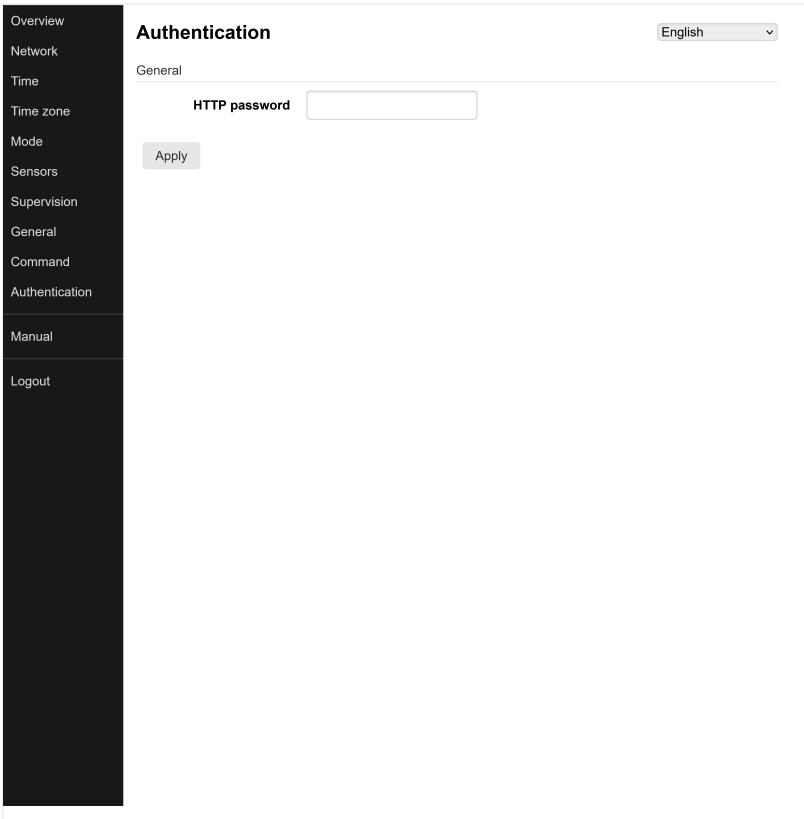 Overview
Network
Time
Time zone
Mode
Sensors
Supervision
General
Command
Authentication
Manual
Logout
Authentication
English
General
HTTP password
Apply